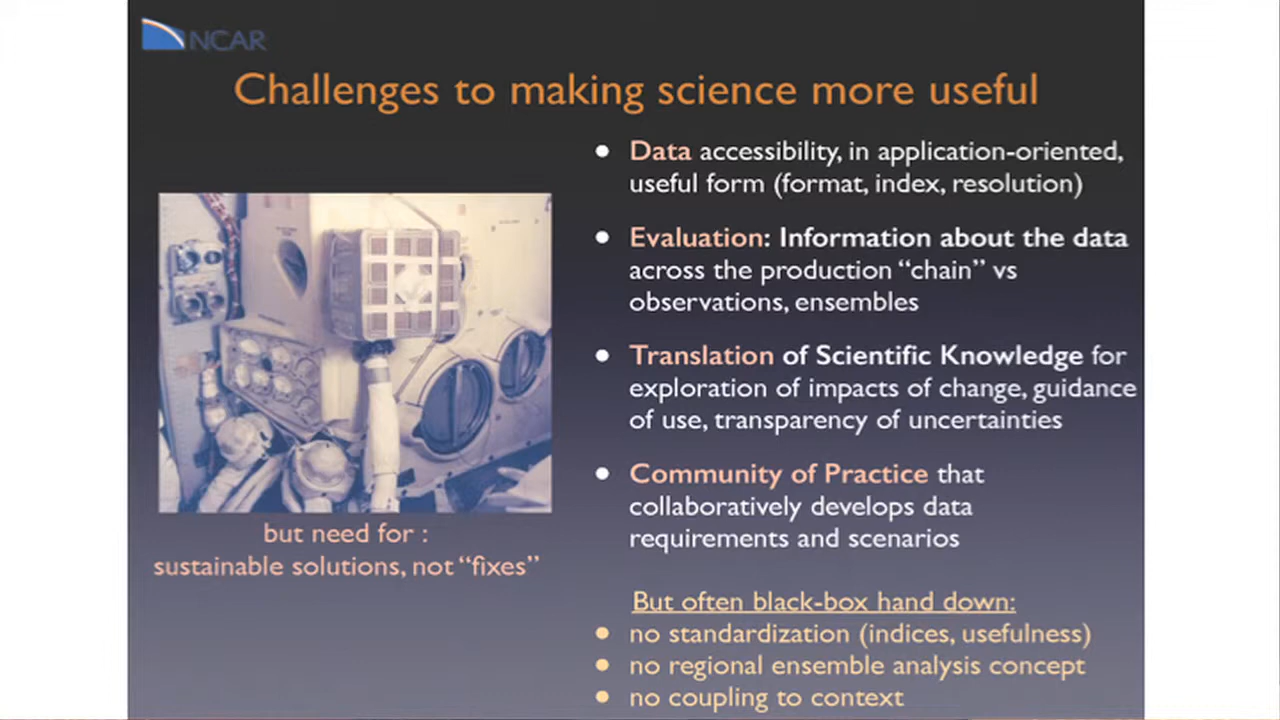 NCAR
Challenges to making science more useful
• Data accessibility, in application-oriented,
useful form (format, index, resolution)
• Evaluation: Information about the data
across the production “chain” vs
observations, ensembles
• Translation of Scientific Knowledge for
exploration of impacts of change, guidance
of use, transparency of uncertainties
• Community of Practice that
collaboratively develops data
requirements and scenarios
but need for :
sustainable solutions, not “fixes”
But often black-box hand down:
• no standardization (indices, usefulness)
• no regional ensemble analysis concept
• no coupling to context